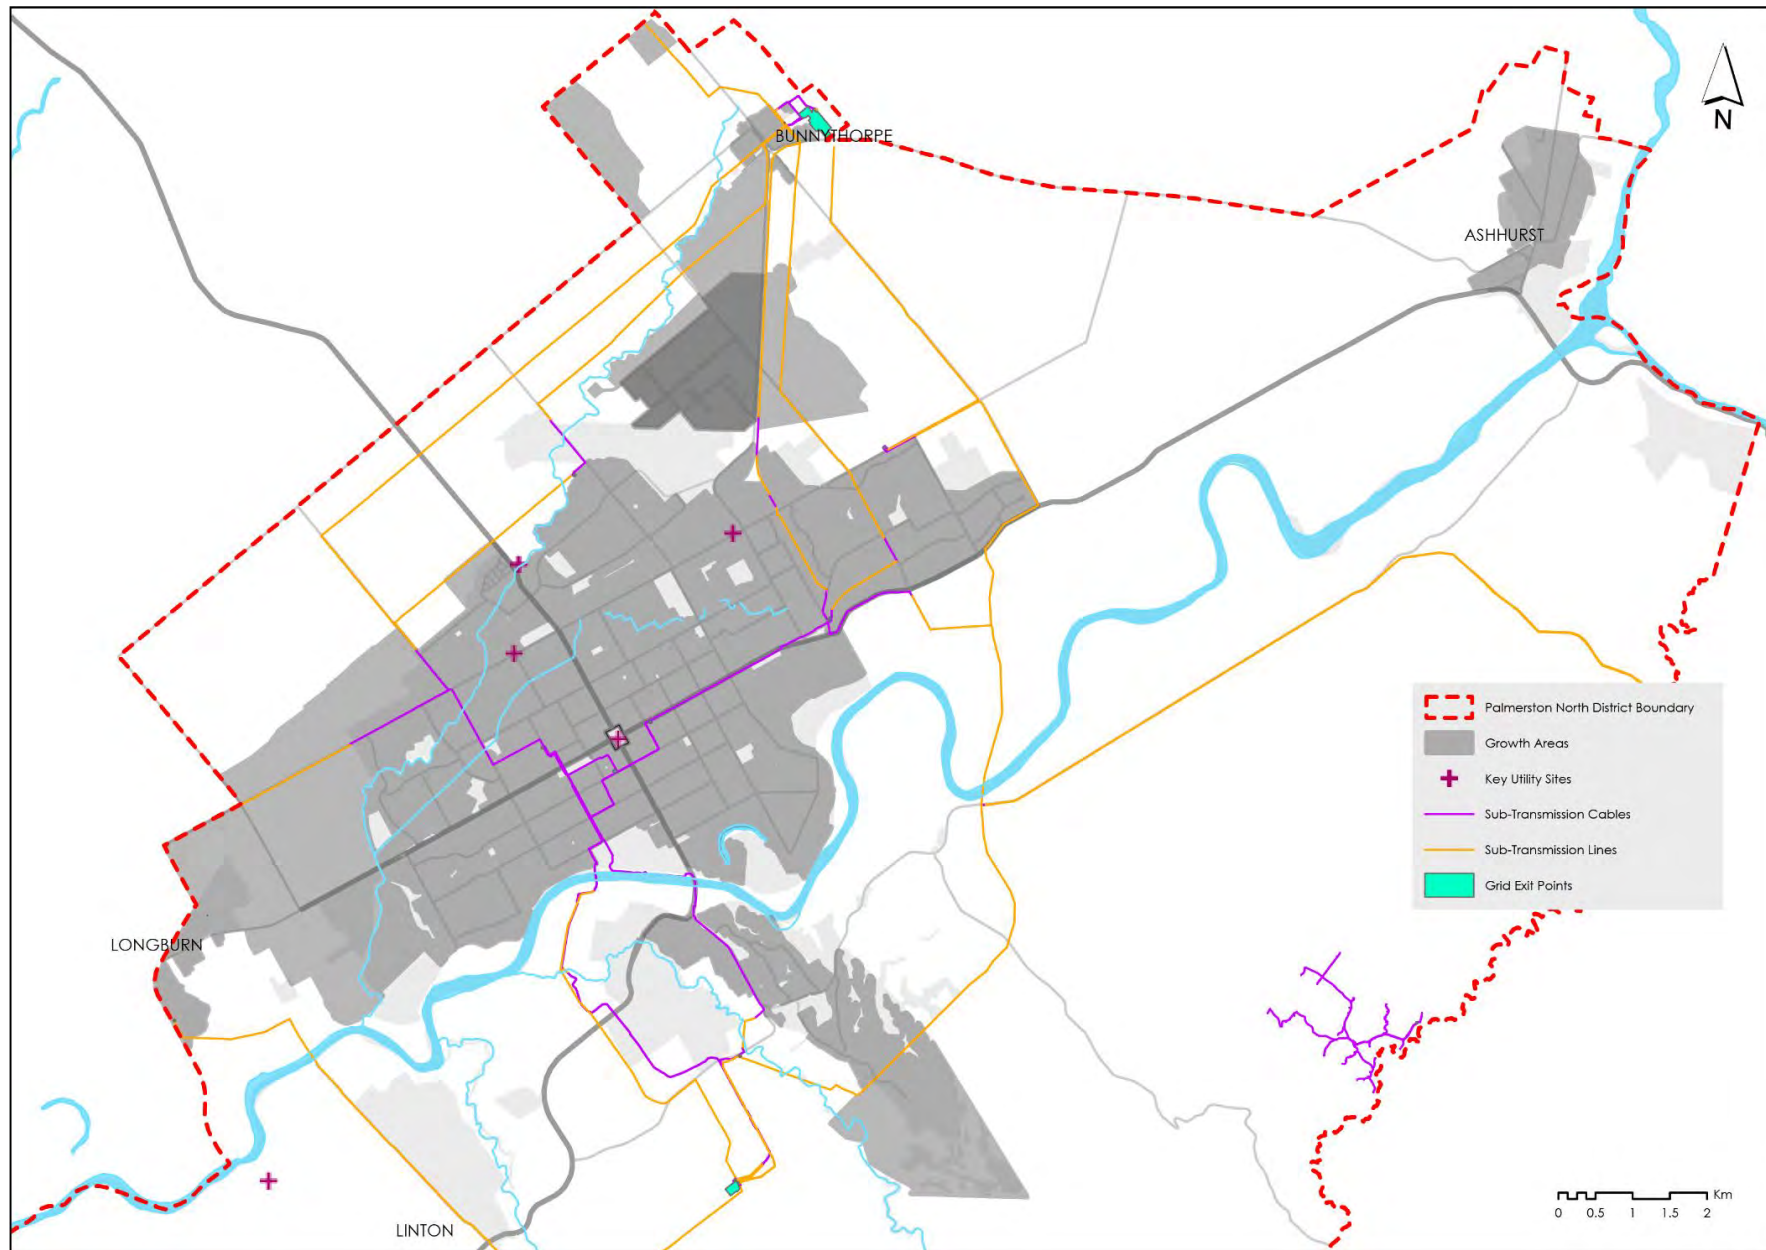 N
BUNNYTHORPE
ASHHURST
Palmerston North District Boundary
Growth Areas
Key Utility Sites
Sub-Transmission Cables
Sub-Transmission Lines
Grid Exit Points
LONGBURN
LINTON
Km
0 0.5 1 1.5 2